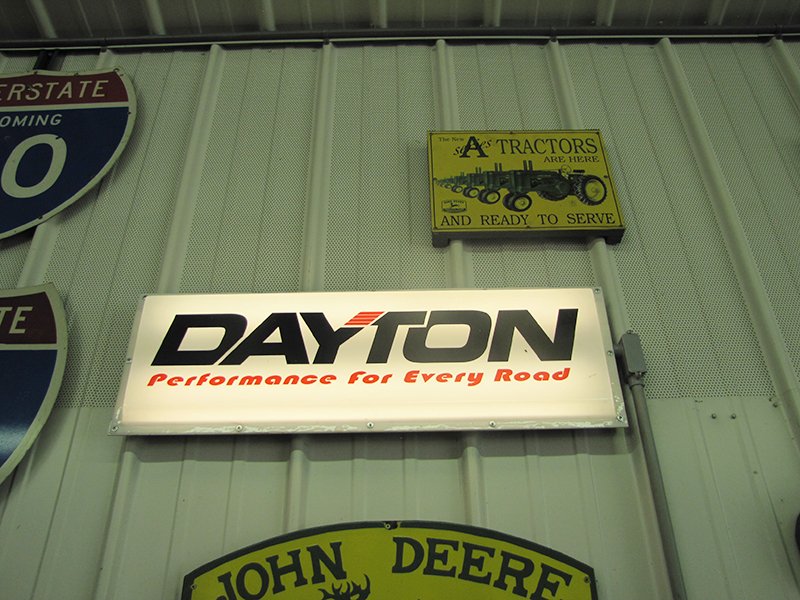 ERSTATE
OMING
0
The New
series
A TRACTORS
ARE HERE
AND READY TO SERVE
TE
DAYTON
Performance For Every Road
JOHN DEERE